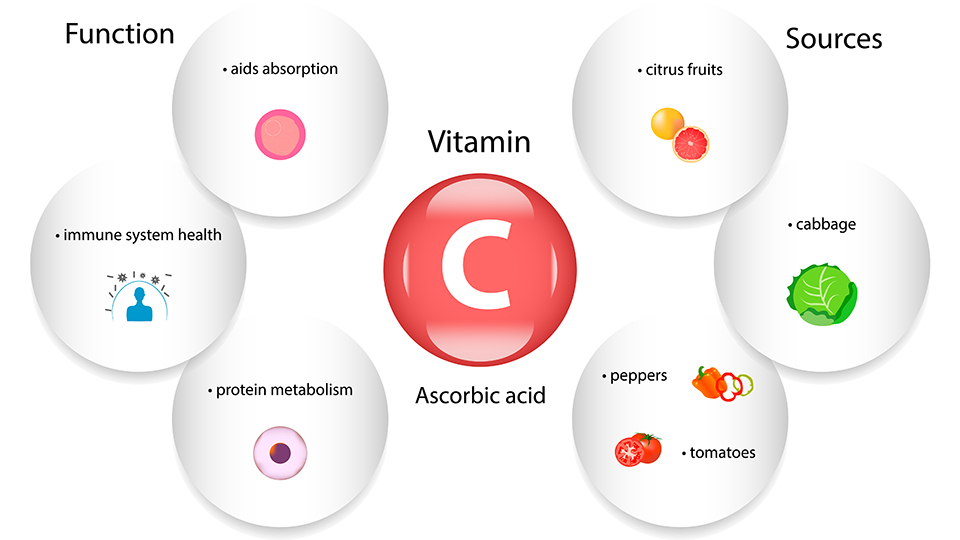 Function
• aids absorption
• immune system health
• protein metabolism
Vitamin
C
Ascorbic acid
Sources
• citrus fruits
• cabbage
• peppers
• tomatoes